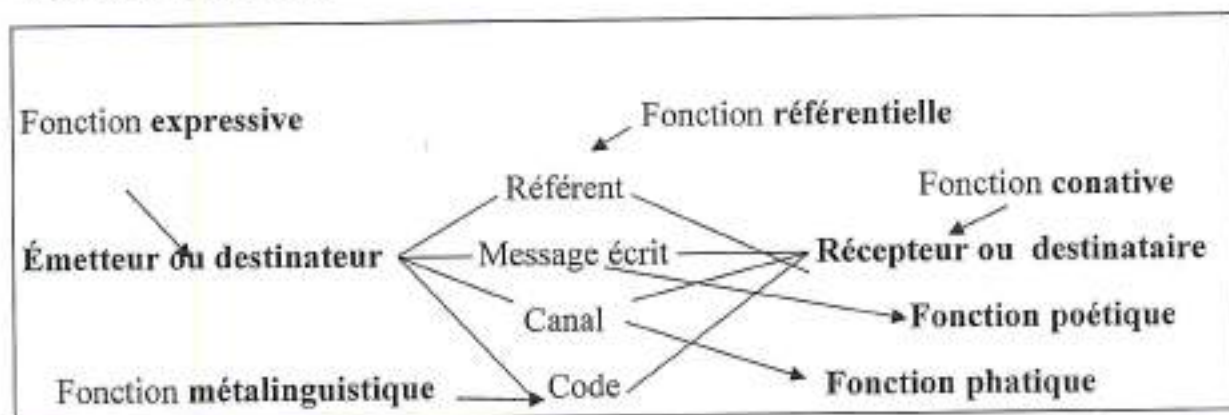 Fonction expressive
Fonction référentielle
Référent
Fonction conative
Émetteur ou destinateur
Message écrit
Récepteur ou destinataire
Canal
Fonction poétique
Fonction métalinguistique
Code
Fonction phatique